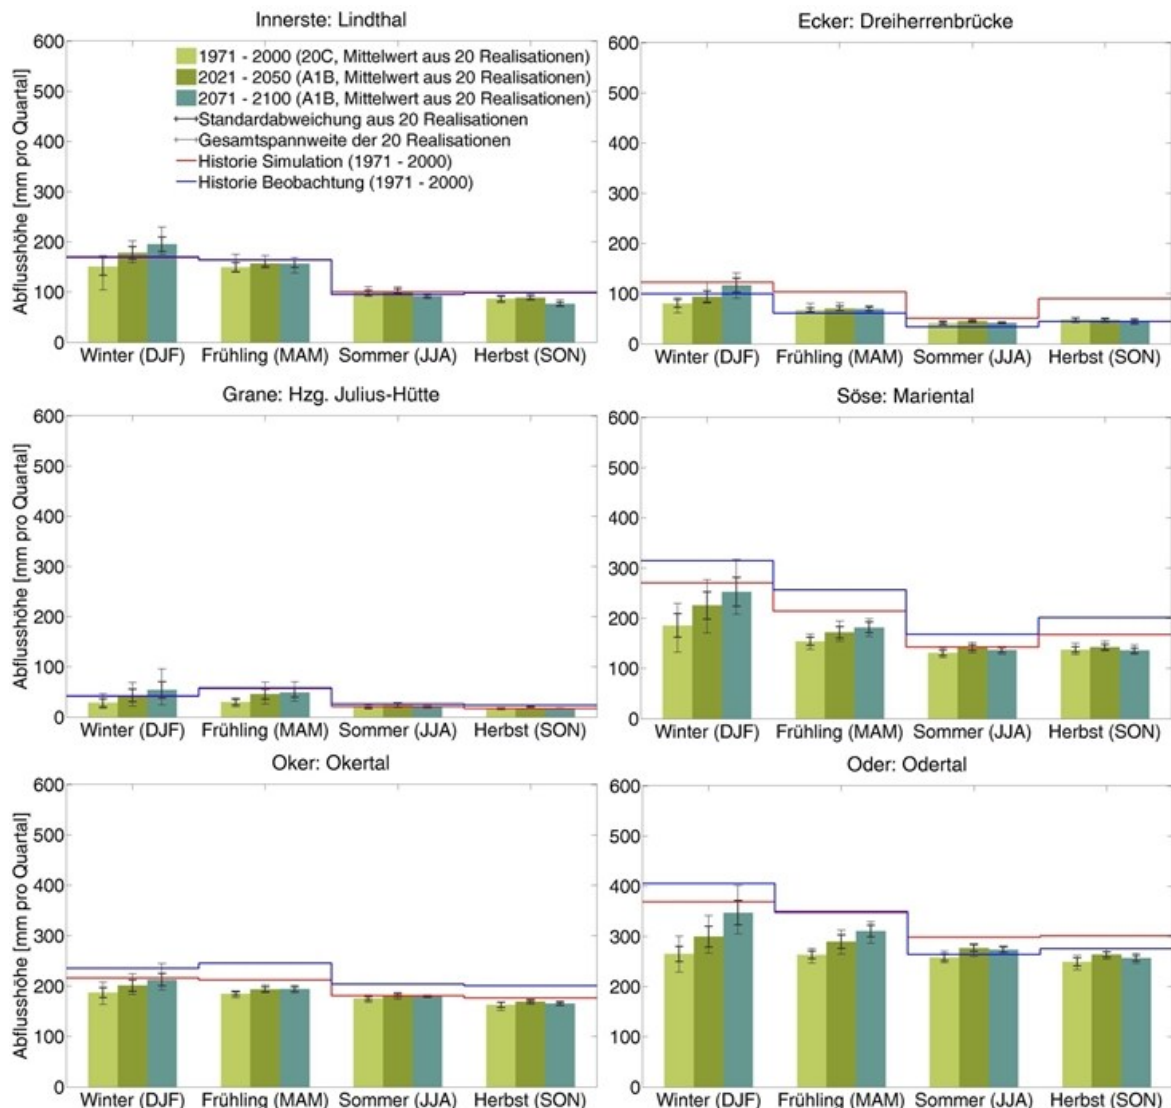 Innerste: Lindthal
Abflusshöhe [mm pro Quartal]
600
500
400
300
200
100
0
1971 - 2000 (20C, Mittelwert aus 20 Realisationen)
2021 - 2050 (A1B, Mittelwert aus 20 Realisationen)
2071 - 2100 (A1B, Mittelwert aus 20 Realisationen)
Standardabweichung aus 20 Realisationen
Gesamtspannweite der 20 Realisationen
Historie Simulation (1971 - 2000)
Historie Beobachtung (1971 - 2000)
Winter (DJF) Frühling (MAM) Sommer (JJA) Herbst (SON)
Ecker: Dreiherrenbrücke
600
500
400
300
200
100
0
Winter (DJF) Frühling (MAM) Sommer (JJA) Herbst (SON)
Grane: Hzg. Julius-Hütte
Abflusshöhe [mm pro Quartal]
600
500
400
300
200
100
0
Winter (DJF) Frühling (MAM) Sommer (JJA) Herbst (SON)
Söse: Mariental
600
500
400
300
200
100
0
Winter (DJF) Frühling (MAM) Sommer (JJA) Herbst (SON)
Oker: Okertal
Abflusshöhe [mm pro Quartal]
600
500
400
300
200
100
0
Winter (DJF) Frühling (MAM) Sommer (JJA) Herbst (SON)
Oder: Odertal
600
500
400
300
200
100
0
Winter (DJF) Frühling (MAM) Sommer (JJA) Herbst (SON)